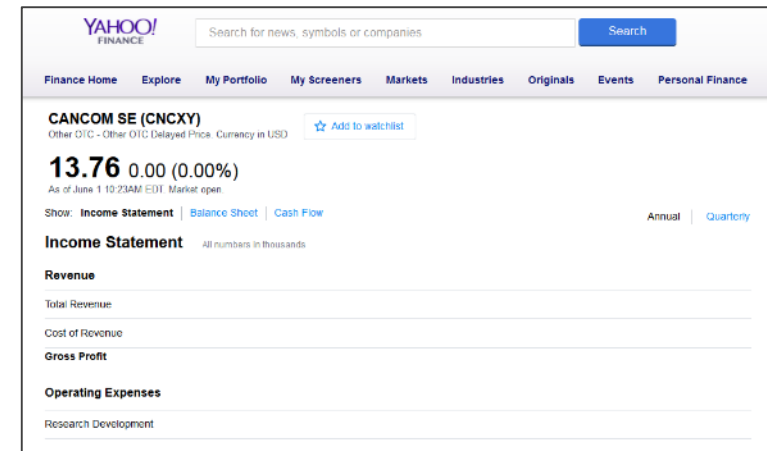 YAHOO!
FINANCE
Search for news, symbols or companies
Search
Finance Home Explore My Portfolio My Screeners Markets Industries Originals Events Personal Finance
CANCOM SE (CNCXY)
Other OTC - Other OTC Delayed Price. Currency in USD
Add to watchlist
13.76 0.00 (0.00%)
As of June 1 10:23AM EDT. Market open
Show: Income Statement | Balance Sheet | Cash Flow
Annual | Quarterly
Income Statement All numbers in thousands
Revenue
Total Revenue
Cost of Revenue
Gross Profit
Operating Expenses
Research Development